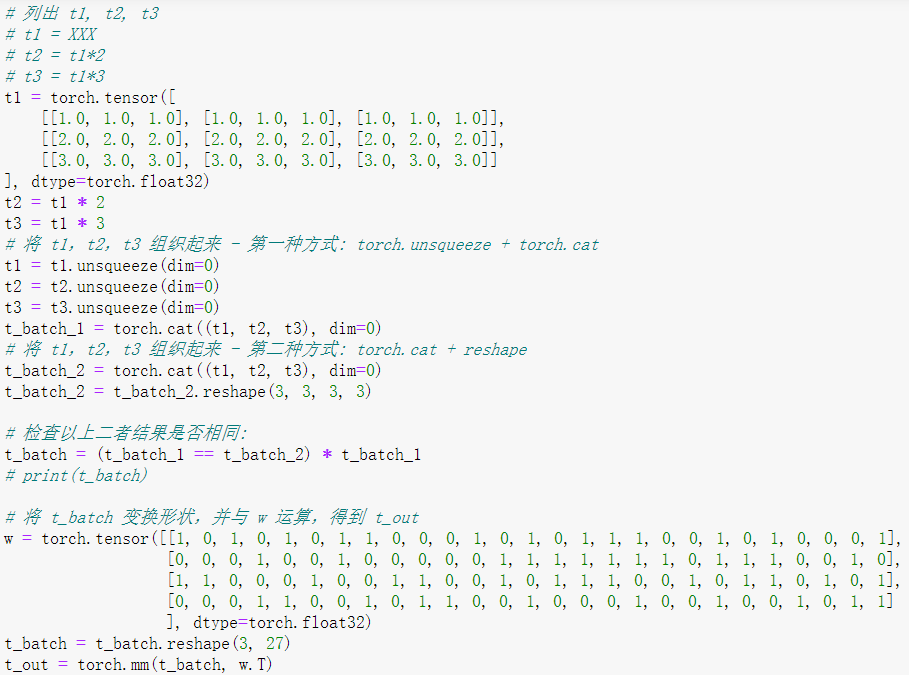 # 列出 t1, t2, t3
# t1 = XXX
# t2 = t1*2
# t3 = t1*3
t1 = torch.tensor([
    [[1.0, 1.0, 1.0], [1.0, 1.0, 1.0], [1.0, 1.0, 1.0]],
    [[2.0, 2.0, 2.0], [2.0, 2.0, 2.0], [2.0, 2.0, 2.0]],
    [[3.0, 3.0, 3.0], [3.0, 3.0, 3.0], [3.0, 3.0, 3.0]]
], dtype=torch.float32)
t2 = t1 * 2
t3 = t1 * 3
# 将 t1，t2，t3 组织起来 - 第一种方式：torch.unsqueeze + torch.cat
t1 = t1.unsqueeze(dim=0)
t2 = t2.unsqueeze(dim=0)
t3 = t3.unsqueeze(dim=0)
t_batch_1 = torch.cat((t1, t2, t3), dim=0)
# 将 t1，t2，t3 组织起来 - 第二种方式：torch.cat + reshape
t_batch_2 = torch.cat((t1, t2, t3), dim=0)
t_batch_2 = t_batch_2.reshape(3, 3, 3, 3)
# 检查以上二者结果是否相同：
t_batch = (t_batch_1 == t_batch_2) * t_batch_1
# print(t_batch)
# 将 t_batch 变换形状，并与 w 运算，得到 t_out
w = torch.tensor([[1, 0, 1, 0, 1, 0, 1, 1, 0, 0, 0, 1, 0, 1, 0, 1, 1, 1, 0, 0, 1, 0, 1, 0, 0, 0, 1],
                  [0, 0, 0, 1, 0, 0, 1, 0, 0, 0, 0, 0, 1, 1, 1, 1, 1, 1, 1, 0, 1, 1, 1, 0, 0, 1, 0],
                  [1, 1, 0, 0, 0, 1, 0, 0, 1, 1, 0, 0, 1, 0, 1, 1, 1, 0, 0, 1, 0, 1, 1, 0, 1, 0, 1],
                  [0, 0, 0, 1, 1, 0, 0, 1, 0, 1, 1, 0, 0, 1, 0, 0, 0, 1, 0, 0, 1, 0, 0, 1, 0, 1, 1]
                  ], dtype=torch.float32)
t_batch = t_batch.reshape(3, 27)
t_out = torch.mm(t_batch, w.T)